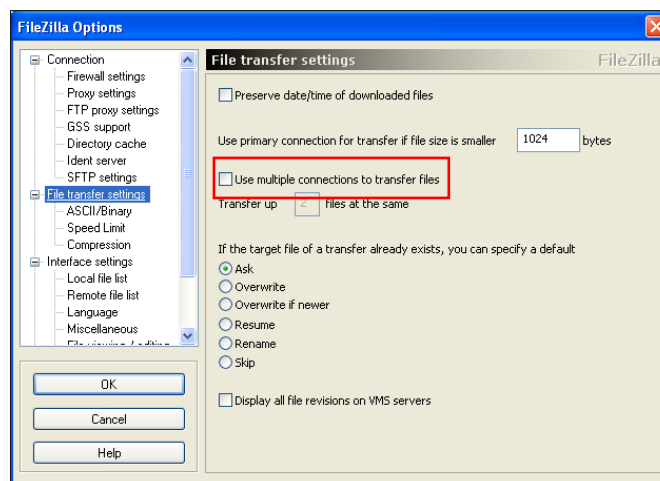 FileZilla Options
Connection
Firewall settings
Proxy settings
FTP proxy settings
GSS support
Directory cache
Ident server
SFTP settings
File transfer settings
ASCII/Binary
Speed Limit
Compression
Interface settings
Local file list
Remote file list
Language
Miscellaneous
File viewing / editing
OK
Cancel
Help
File transfer settings FileZilla
Preserve date/time of downloaded files
Use primary connection for transfer if file size is smaller 1024 bytes
Use multiple connections to transfer files
Transfer up 2 files at the same
If the target file of a transfer already exists, you can specify a default
Ask
Overwrite
Overwrite if newer
Resume
Rename
Skip
Display all file revisions on VMS servers